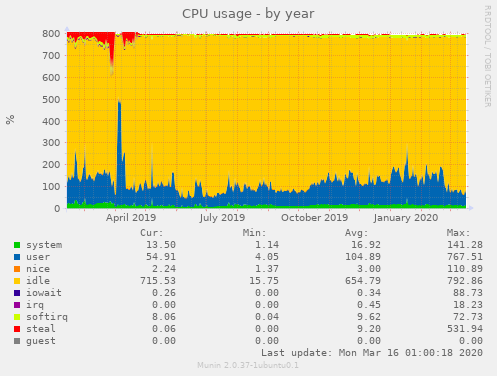 CPU usage - by year
RRDTOOL / TOBI OETIKER
%
800
700
600
500
400
300
200
100
0
April 2019 July 2019 October 2019 January 2020
Cur: Min: Avg: Max:
system 13.50 1.14 16.92 141.28
user 54.91 4.05 104.89 767.51
nice 2.24 1.37 3.00 110.89
idle 715.53 15.75 654.79 792.86
iowait 0.26 0.00 0.34 88.73
irq 0.00 0.00 0.45 18.23
softirq 8.06 0.04 9.62 72.73
steal 0.06 0.00 9.20 531.94
guest 0.00 0.00 0.00 0.00
Last update: Mon Mar 16 01:00:18 2020
Munin 2.0.37-1ubuntu0.1